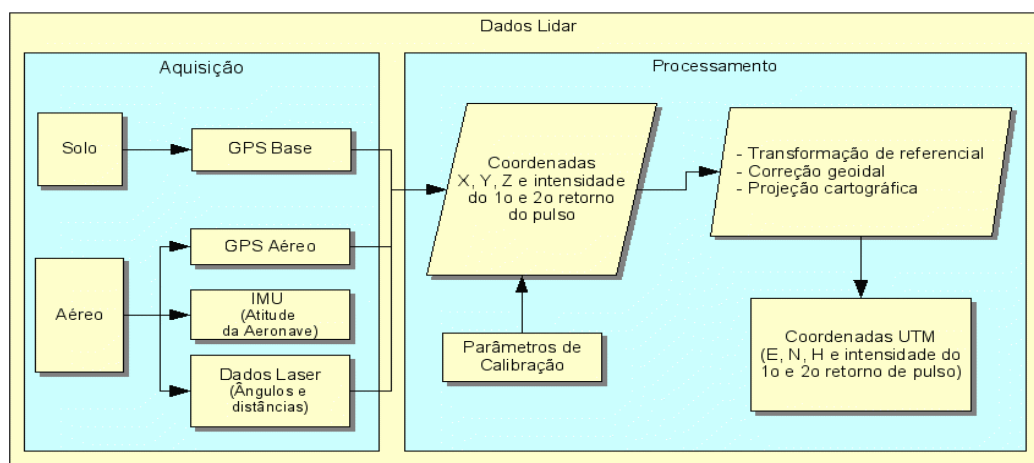 Dados Lidar
Aquisição
Solo
GPS Base
Aéreo
GPS Aéreo
IMU
(Atitude
da Aeronave)
Dados Laser
(Ângulos e
distâncias)
Processamento
Coordenadas
X, Y, Z e intensidade
do 1o e 2o retorno
do pulso
Parâmetros de
Calibração
- Transformação de referencial
- Correção geoidal
- Projeção cartográfica
Coordenadas UTM
(E, N, H e intensidade do
1o e 2o retorno de pulso)